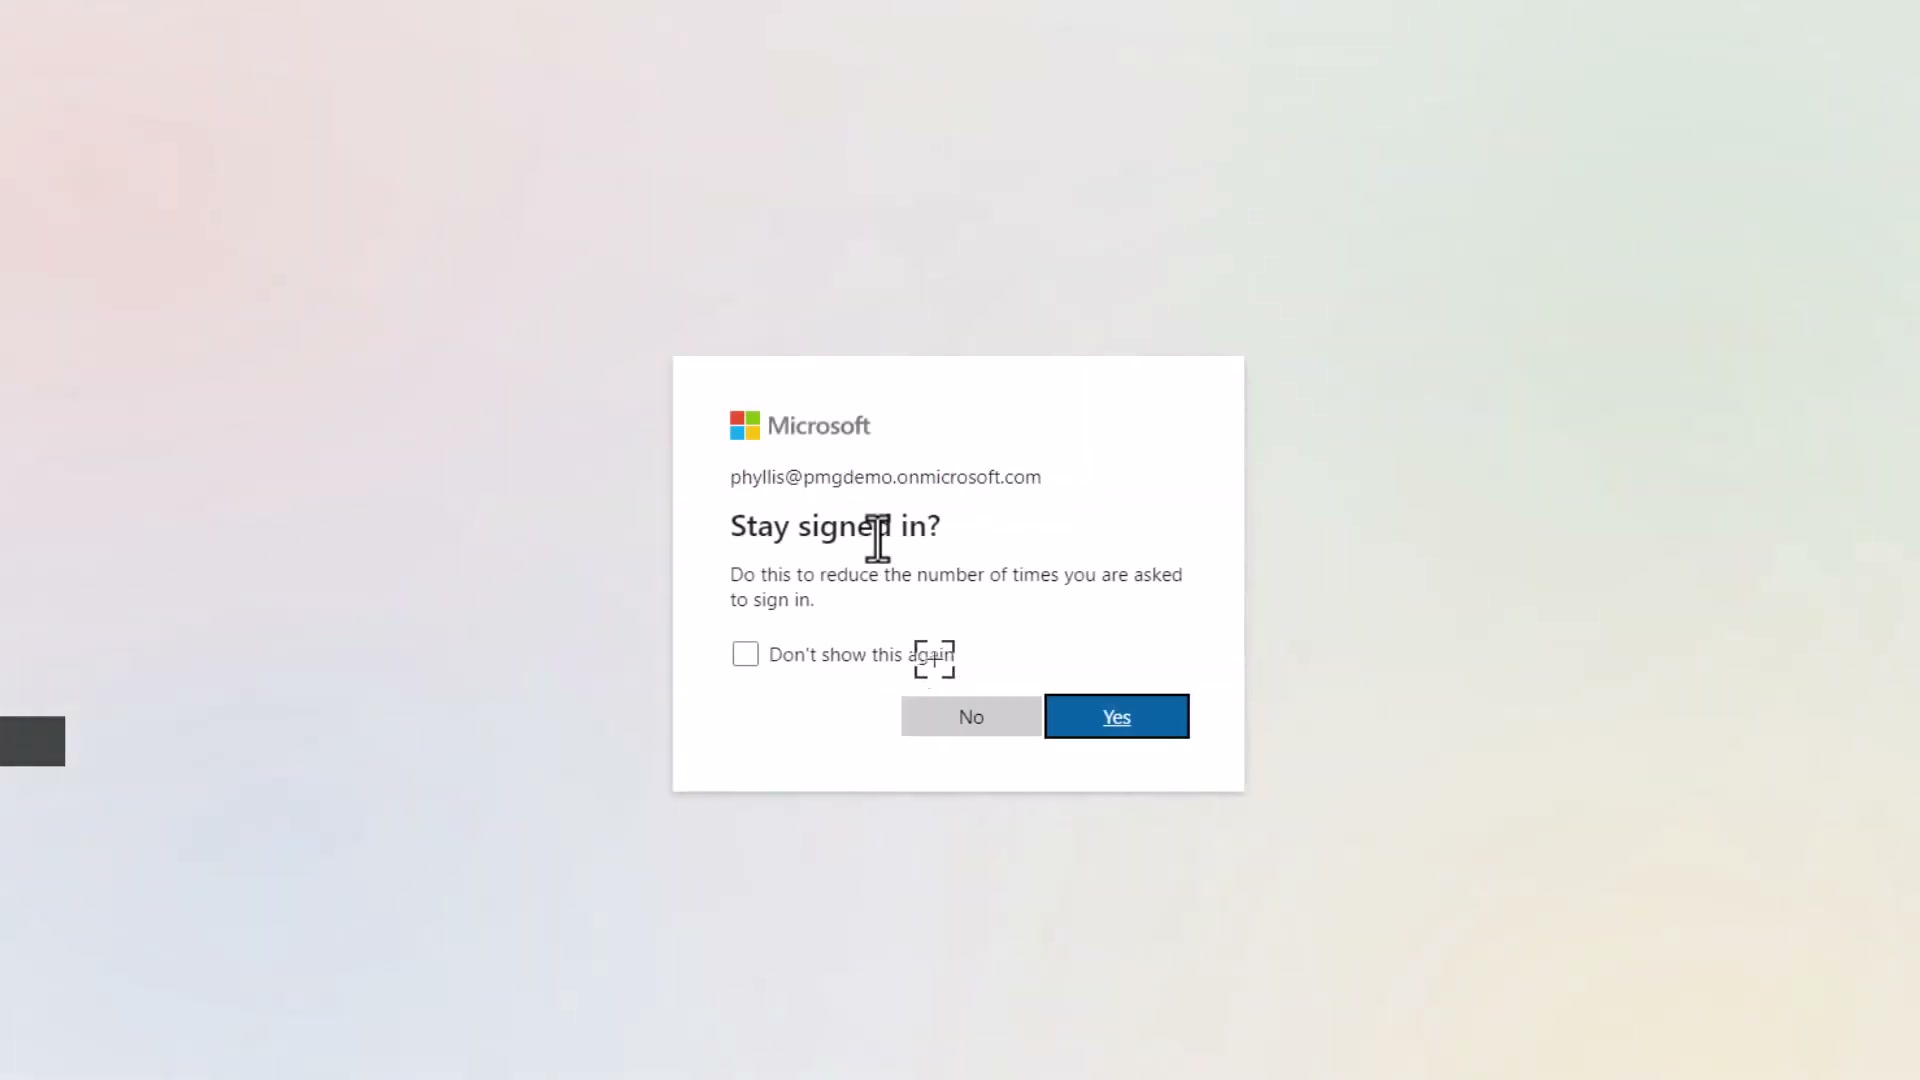 Microsoft
phyllis@pmgdemo.onmicrosoft.com
Stay signed in?
Do this to reduce the number of times you are asked
to sign in.
Don't show this again
No
Yes